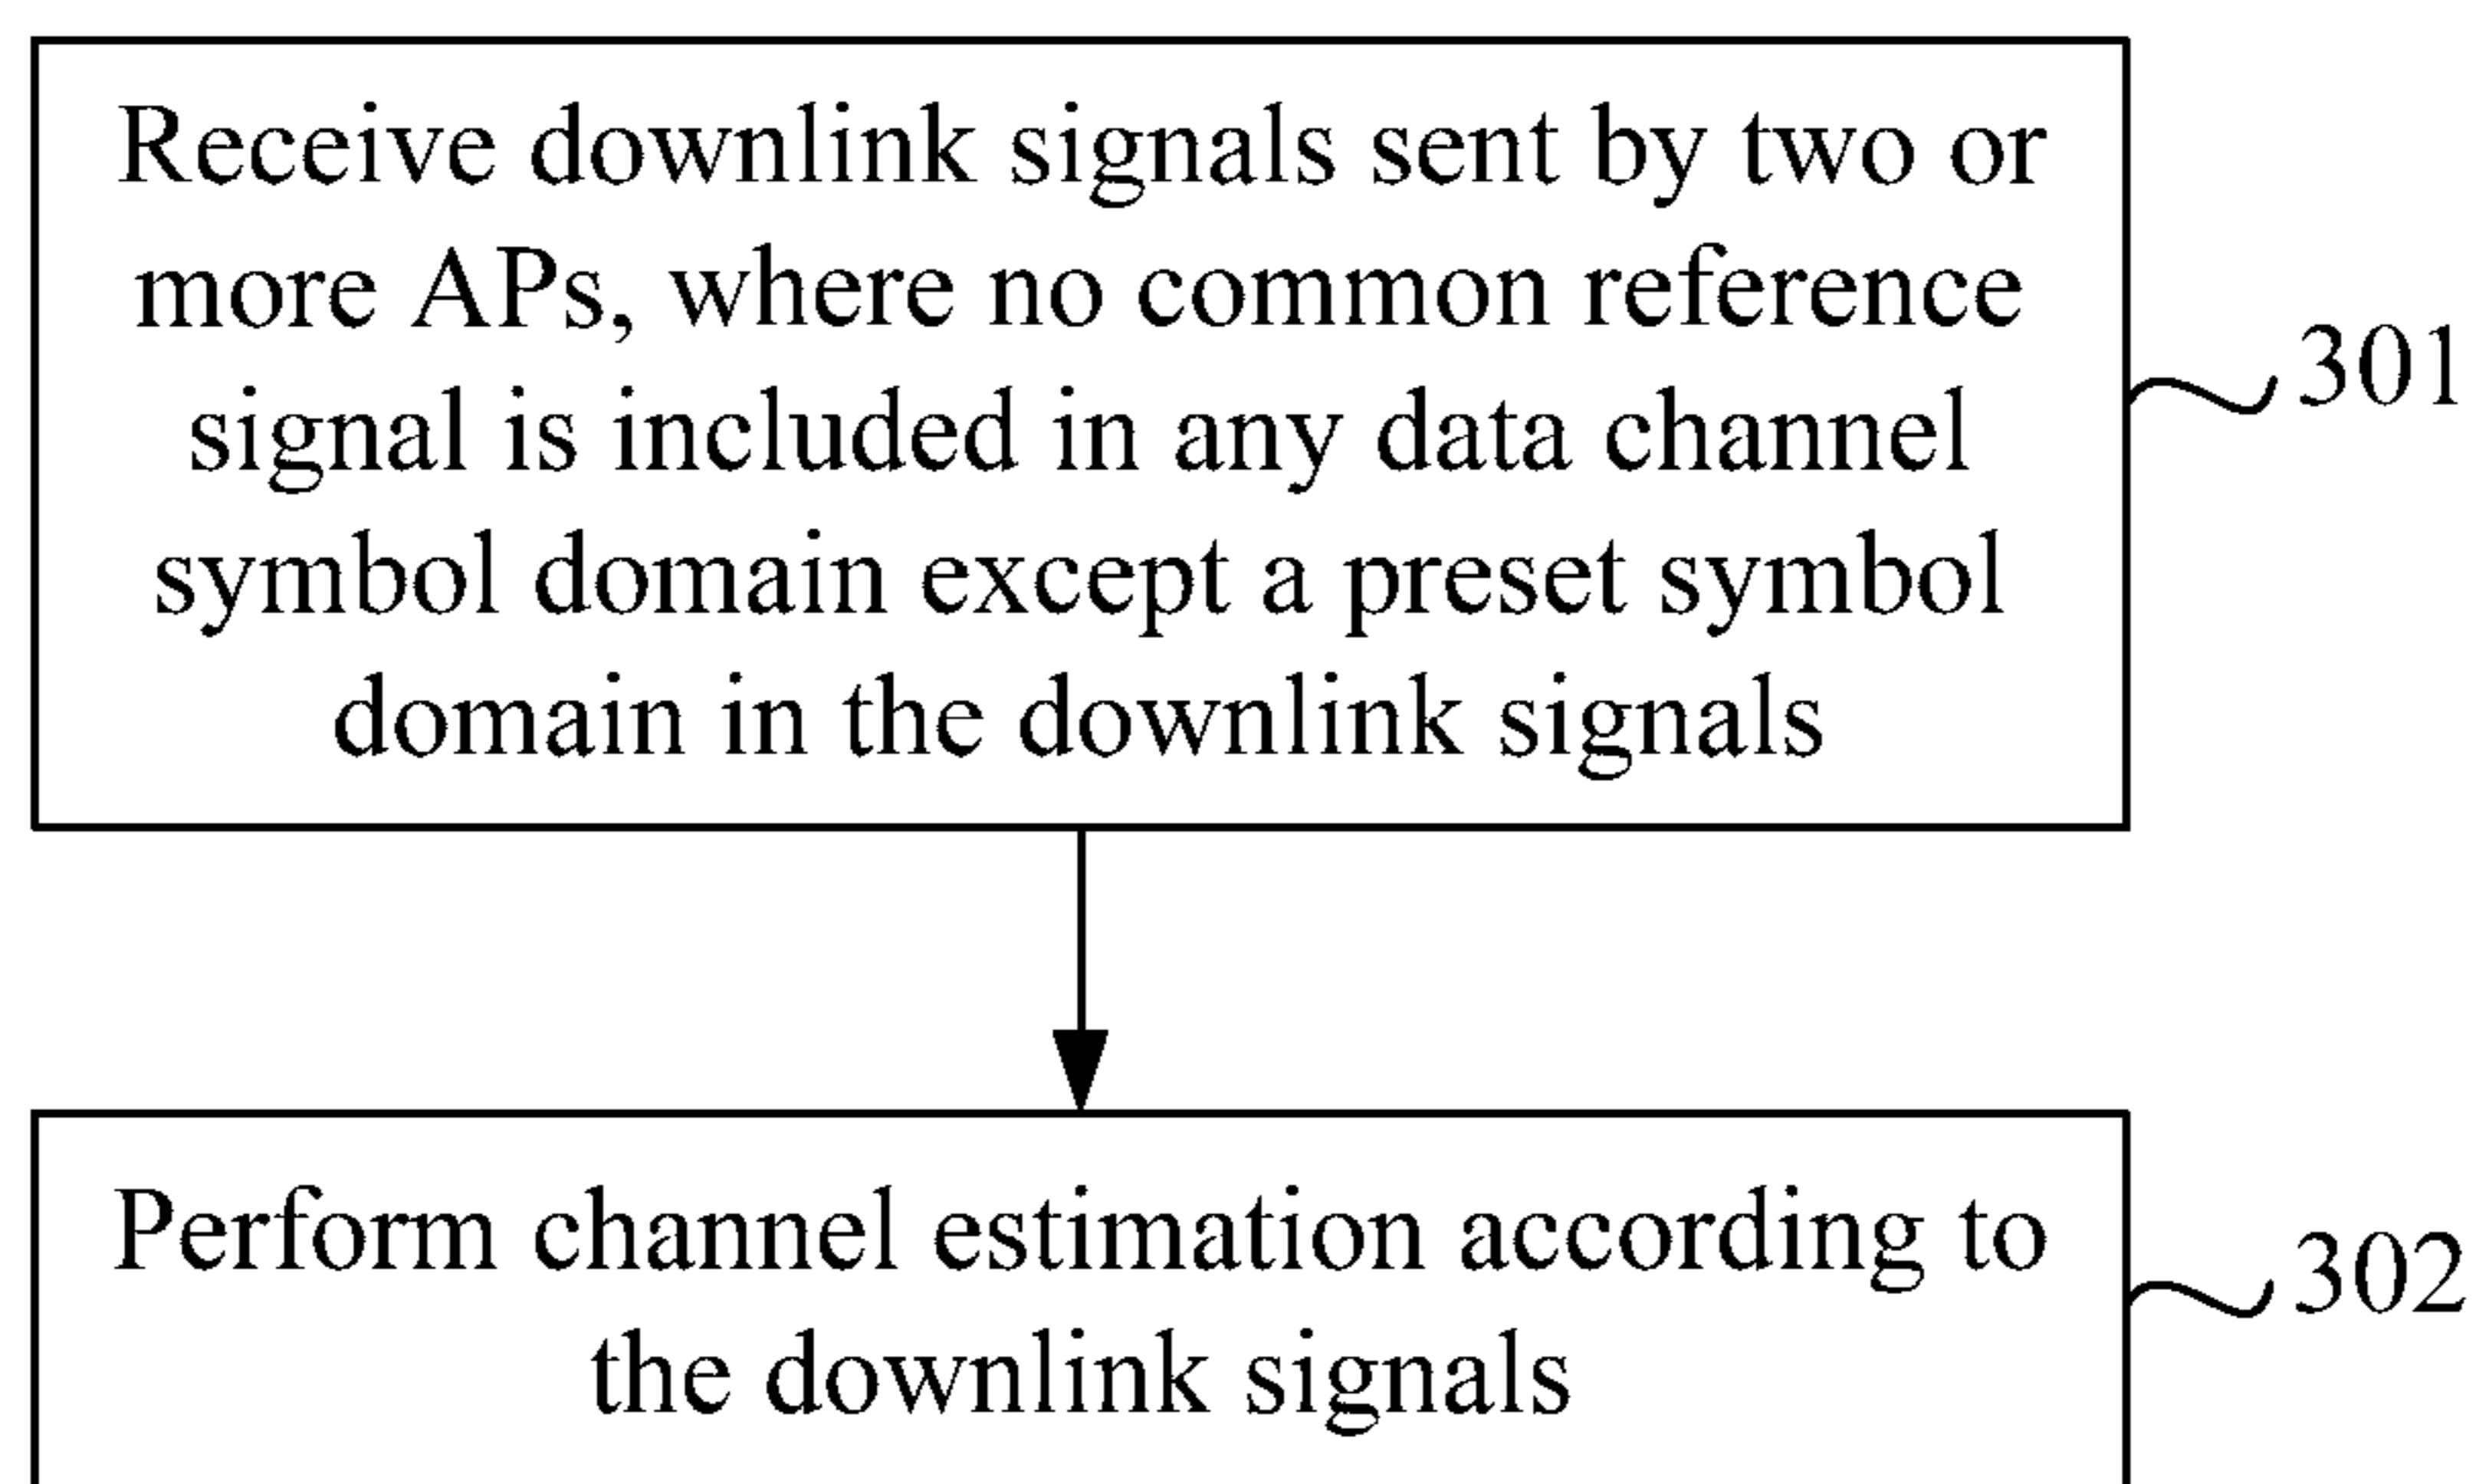 Receive downlink signals sent by two or
more APs, where no common reference
signal is included in any data channel
symbol domain except a preset symbol
domain in the downlink signals
301
Perform channel estimation according to
the downlink signals
302